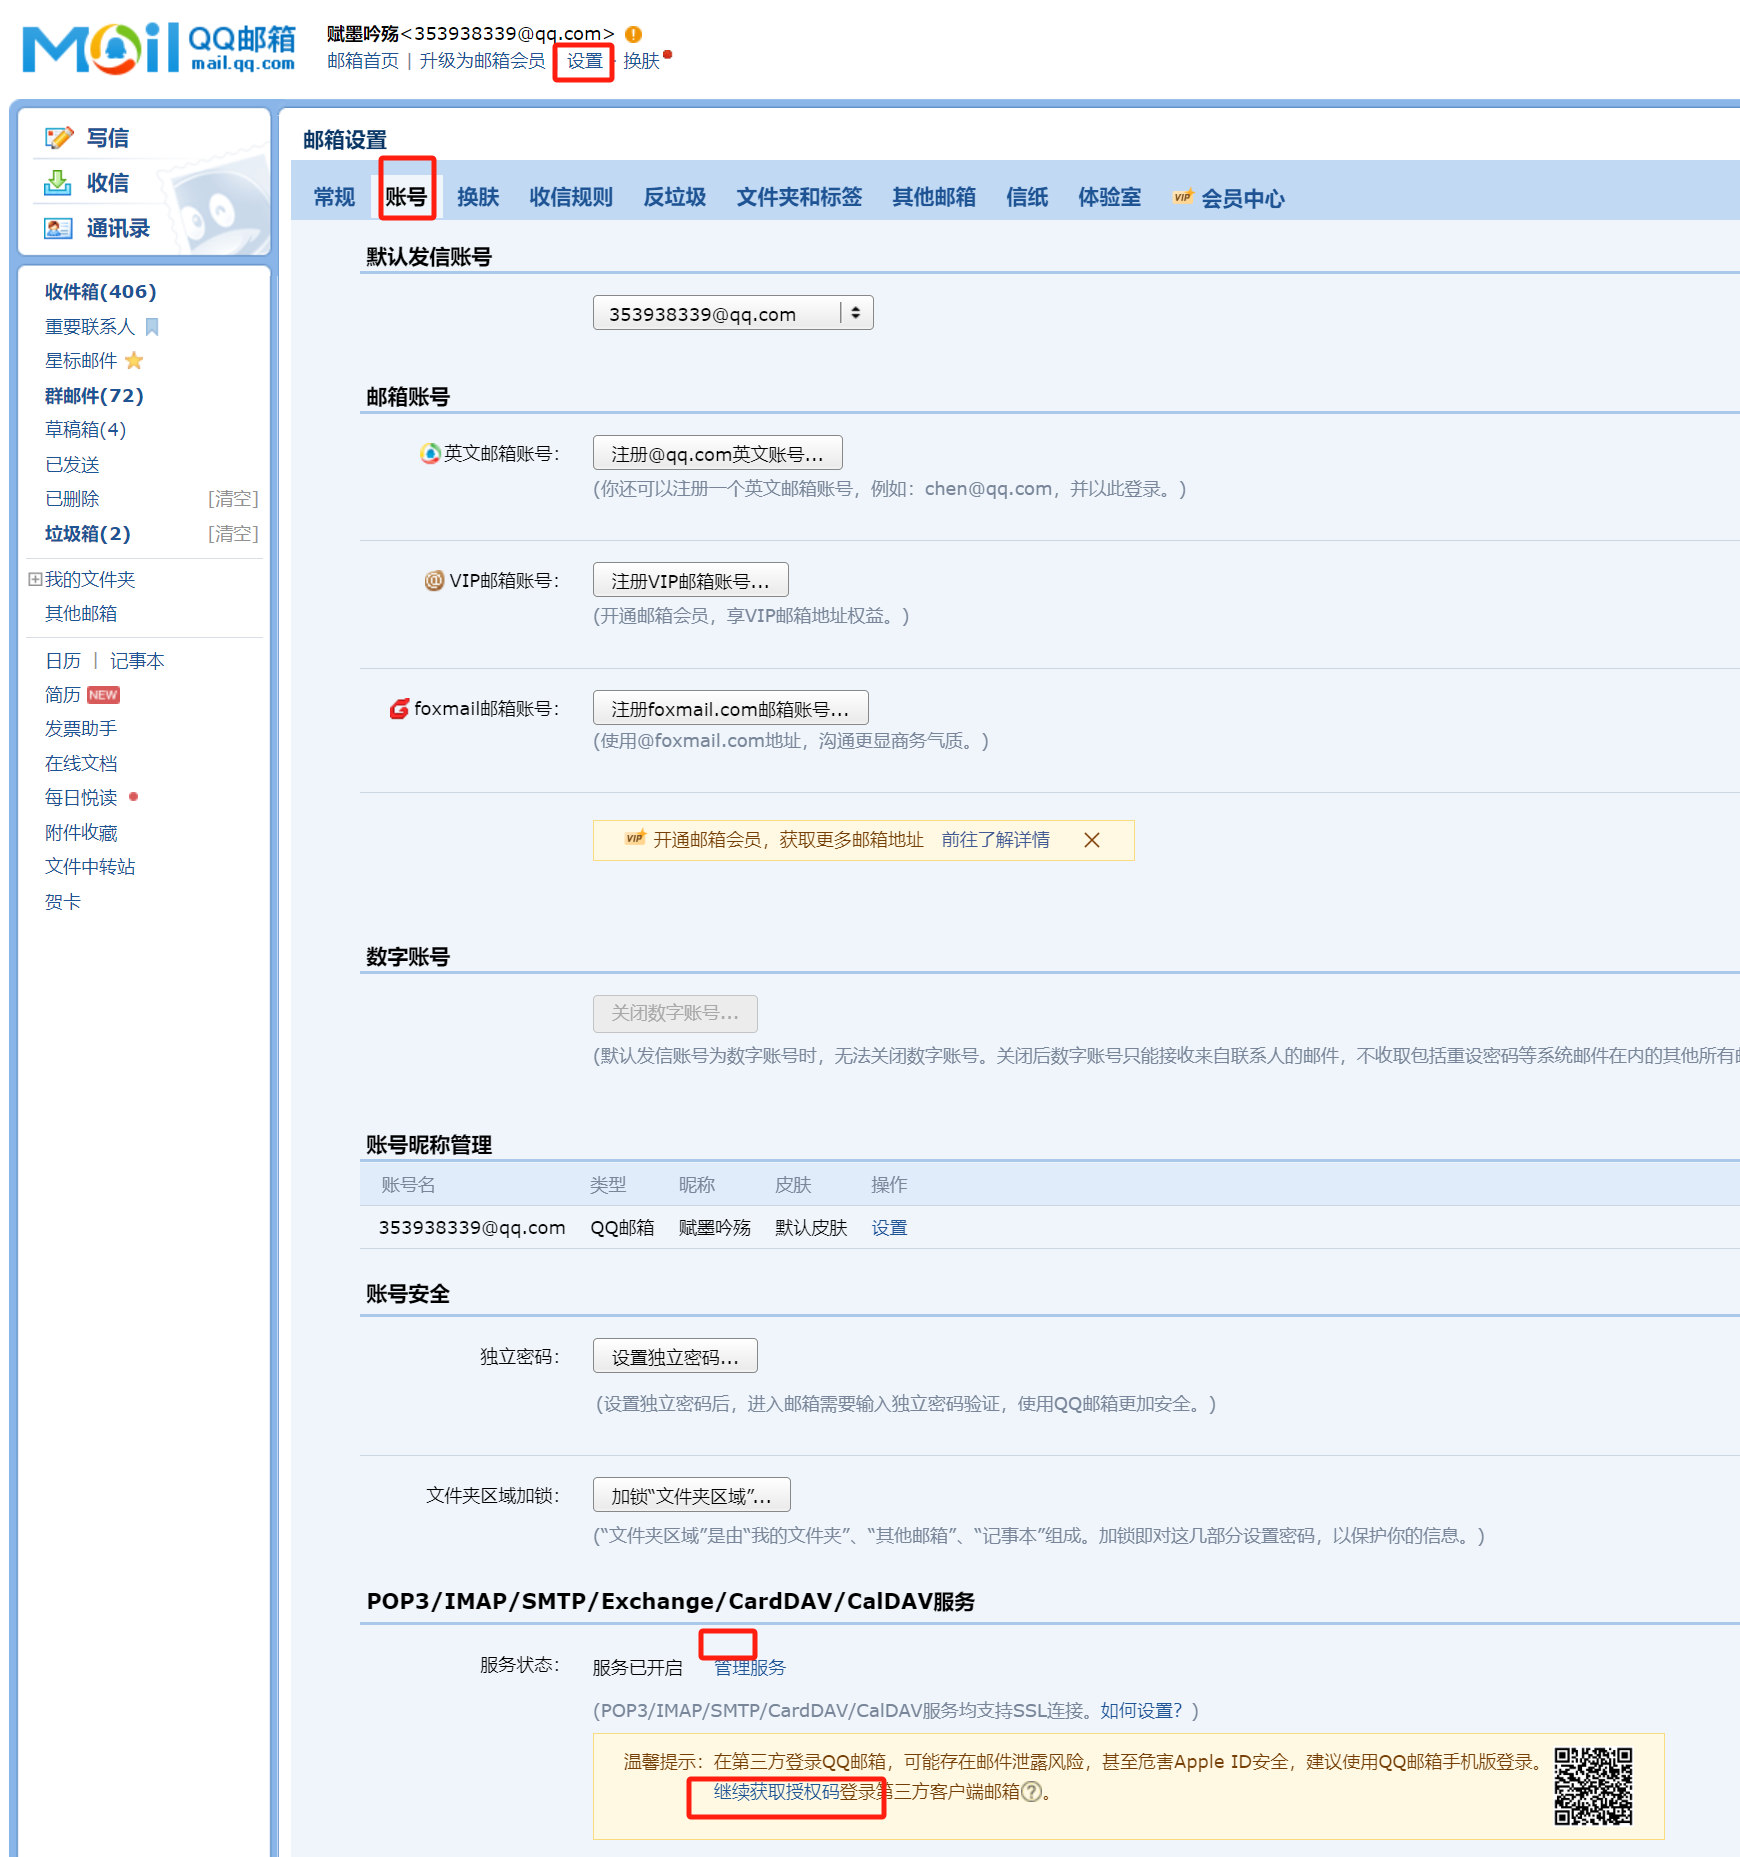 Mail QQ邮箱
mail.qq.com
赋墨吟殇<353938339@qq.com>
邮箱首页 | 升级为邮箱会员 设置 换肤
写信
收信
通讯录
收件箱(406)
重要联系人
星标邮件
群邮件(72)
草稿箱(4)
已发送
已删除 [清空]
垃圾箱(2) [清空]
我的文件夹
其他邮箱
日历 | 记事本
简历 NEW
发票助手
在线文档
每日悦读
附件收藏
文件中转站
贺卡
邮箱设置
常规 账号 换肤 收信规则 反垃圾 文件夹和标签 其他邮箱 信纸 体验室 VIP 会员中心
默认发信账号
353938339@qq.com
邮箱账号
英文邮箱账号： 注册@qq.com英文账号...
(你还可以注册一个英文邮箱账号，例如：chen@qq.com，并以此登录。)
VIP邮箱账号： 注册VIP邮箱账号...
(开通邮箱会员，享VIP邮箱地址权益。)
foxmail邮箱账号： 注册foxmail.com邮箱账号...
(使用@foxmail.com地址，沟通更显商务气质。)
VIP 开通邮箱会员，获取更多邮箱地址 前往了解详情
数字账号
关闭数字账号...
(默认发信账号为数字账号时，无法关闭数字账号。关闭后数字账号只能接收来自联系人的邮件，不收取包括重设密码等系统邮件在内的其他所有
账号昵称管理
账号名 类型 昵称 皮肤 操作
353938339@qq.com QQ邮箱 赋墨吟殇 默认皮肤 设置
账号安全
独立密码： 设置独立密码...
(设置独立密码后，进入邮箱需要输入独立密码验证，使用QQ邮箱更加安全。)
文件夹区域加锁： 加锁“文件夹区域”...
(“文件夹区域”是由“我的文件夹”、“其他邮箱”、“记事本”组成。加锁即对这几部分设置密码，以保护你的信息。)
POP3/IMAP/SMTP/Exchange/CardDAV/CalDAV服务
服务状态： 服务已开启 管理服务
(POP3/IMAP/SMTP/CardDAV/CalDAV服务均支持SSL连接。如何设置？)
温馨提示：在第三方登录QQ邮箱，可能存在邮件泄露风险，甚至危害Apple ID安全，建议使用QQ邮箱手机版登录。
继续获取授权码登录第三方客户端邮箱?。